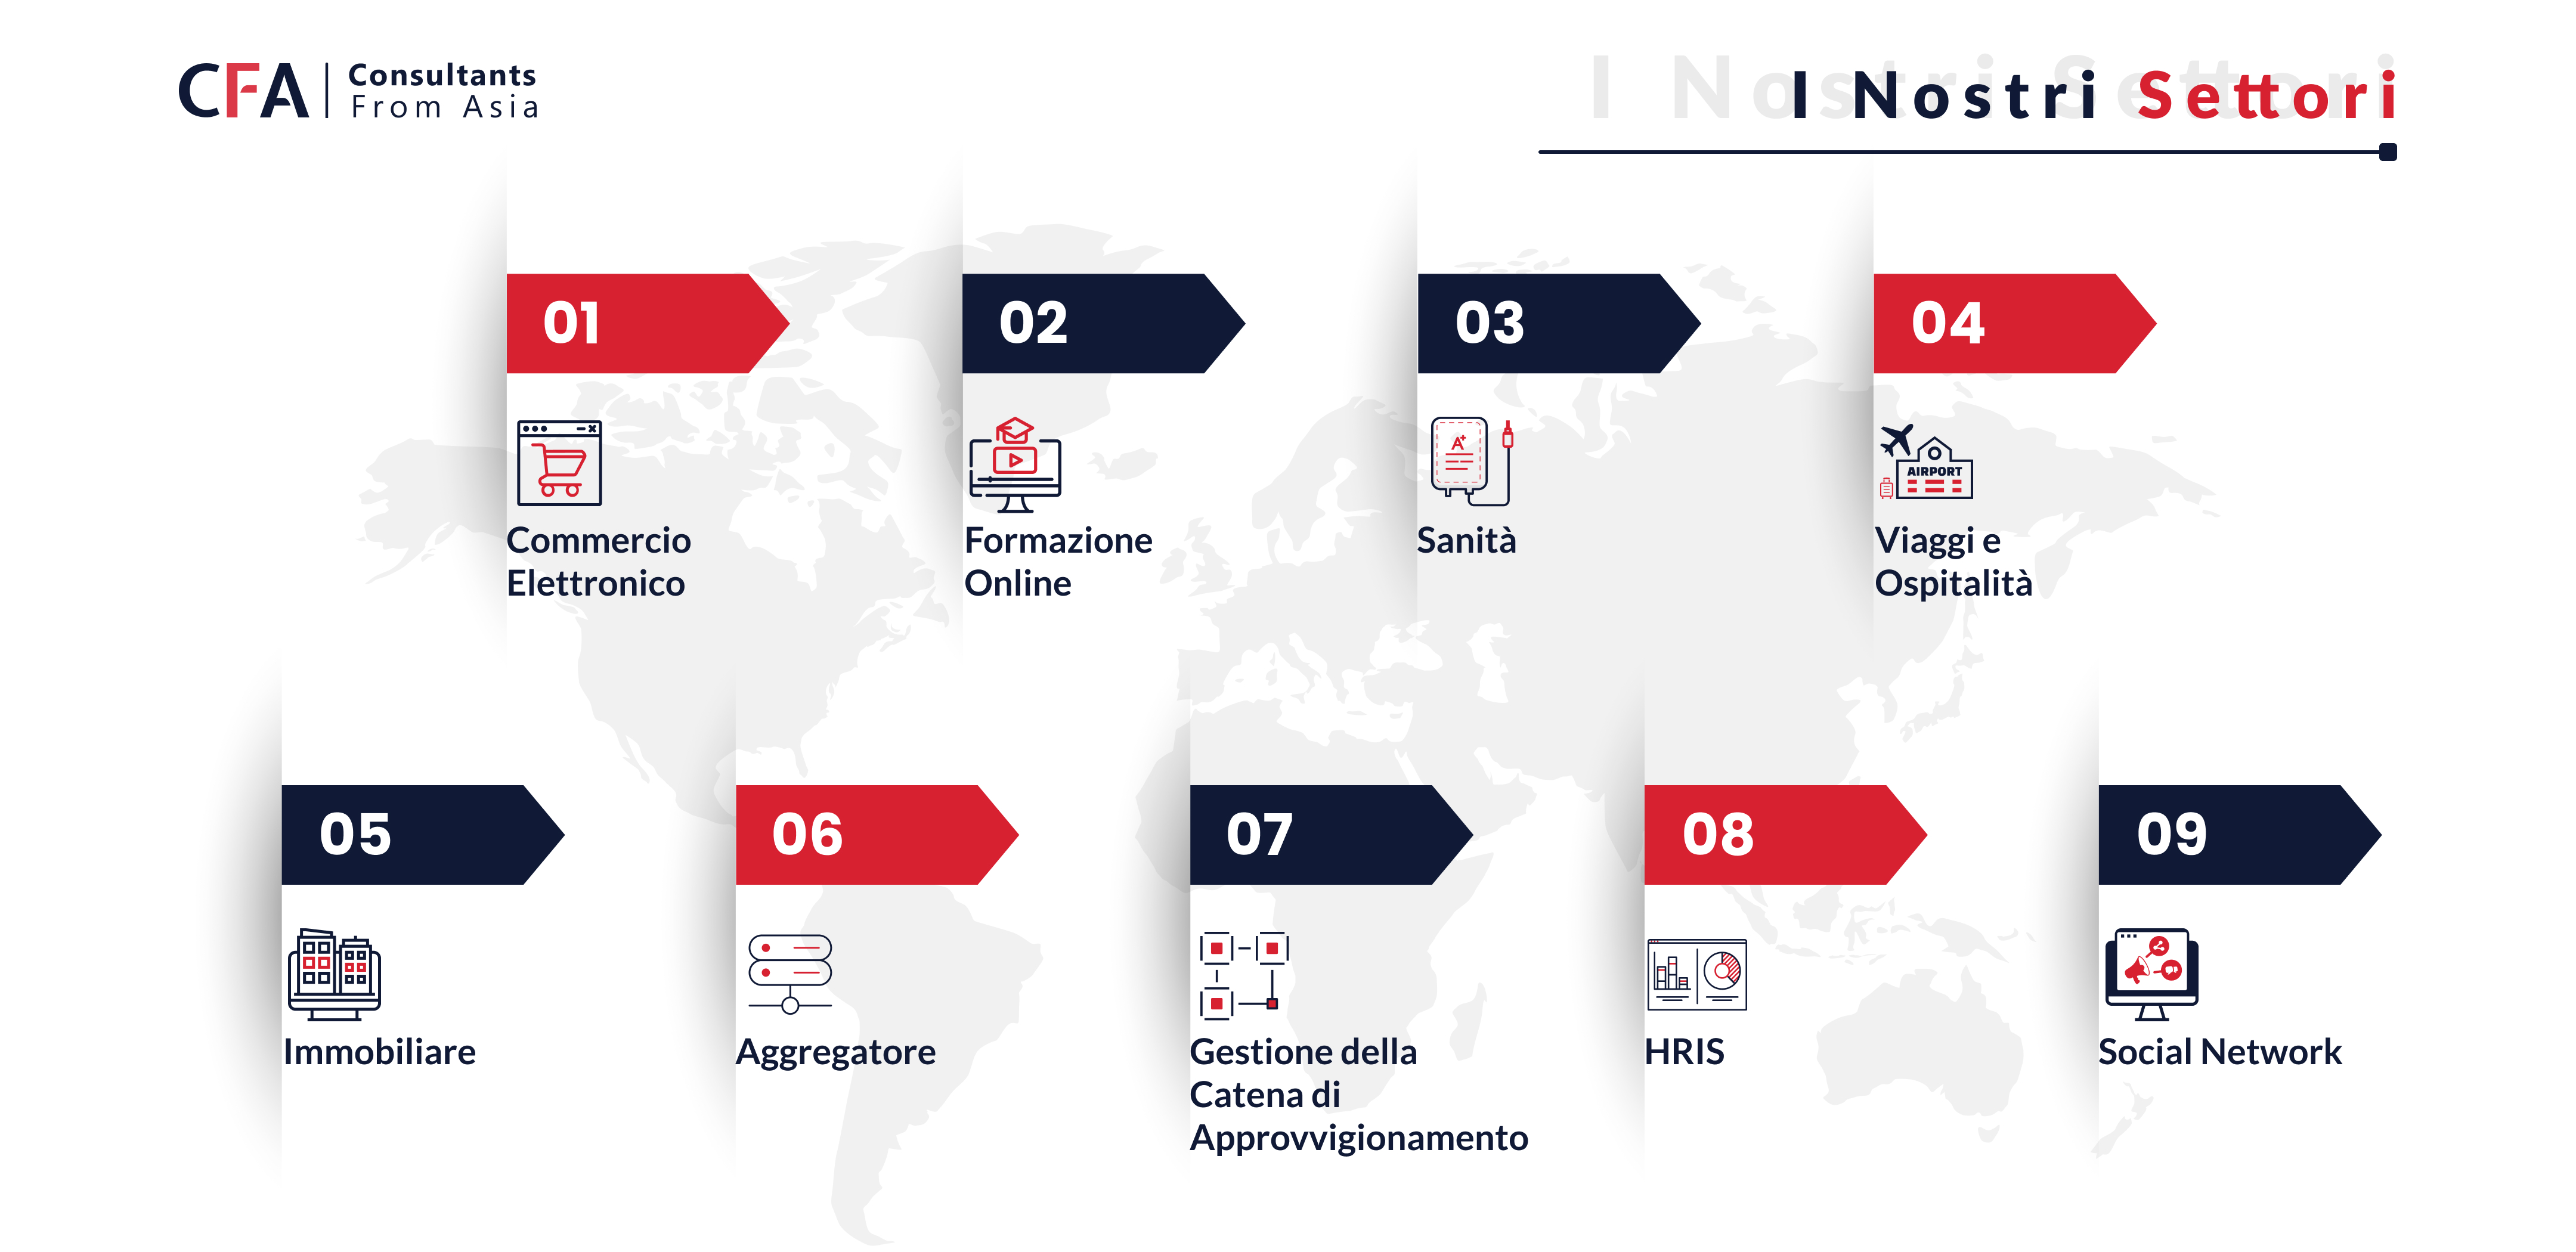 CFA Consultants
From Asia
I Nostri Settori
01
02
03
04
A+
AIRPORT
Commercio
Elettronico
Formazione
Online
Sanità
Viaggi e
Ospitalità
05
06
07
08
09
Immobiliare
Aggregatore
Gestione della
Catena di
Approvvigionamento
HRIS
Social Network